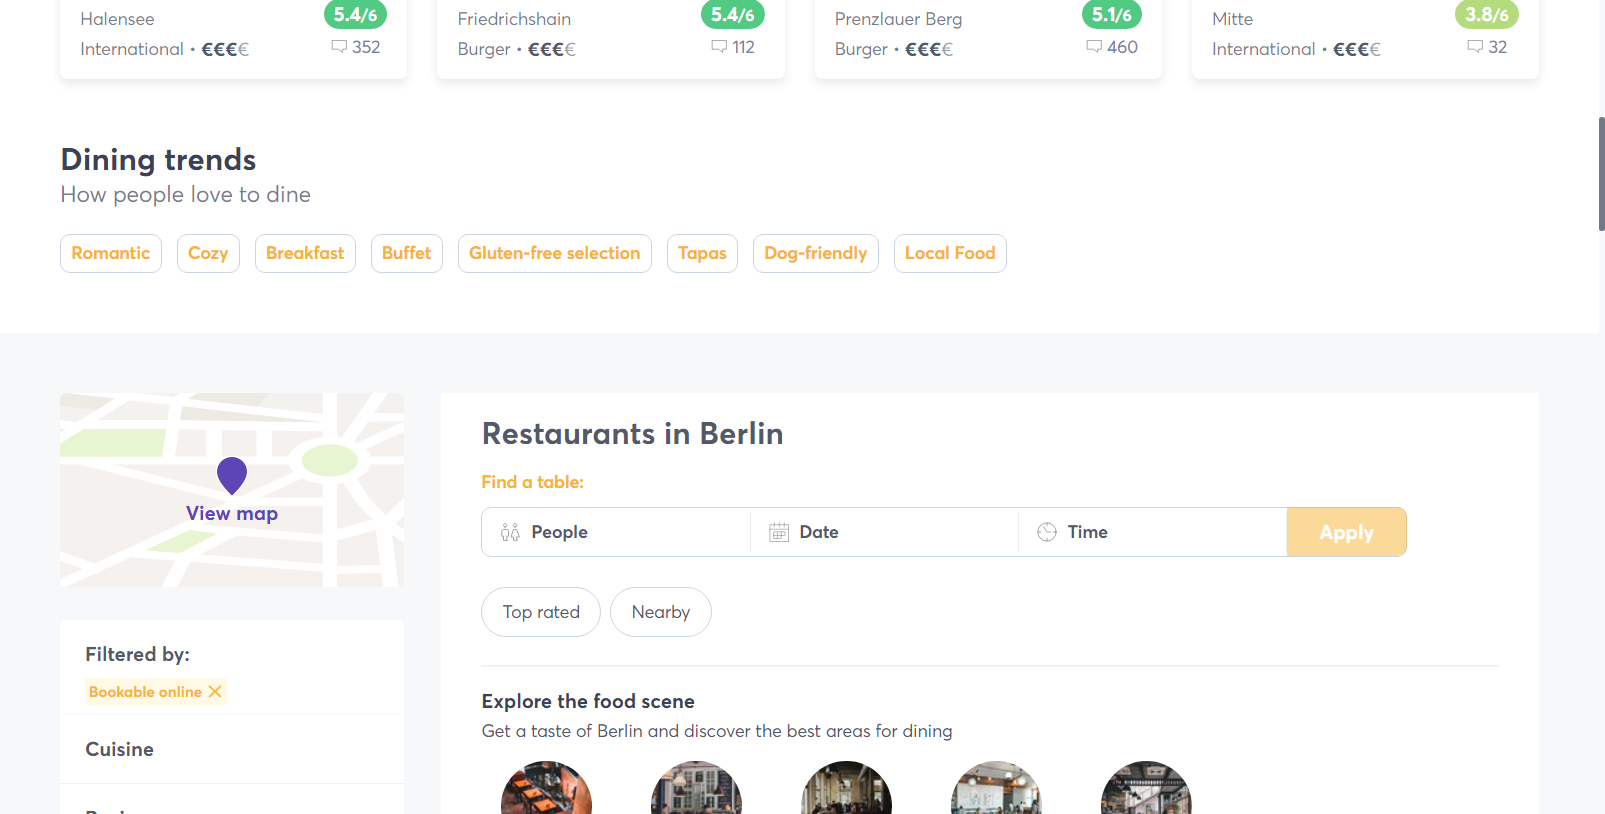 Halensee
5.4/6
International • €€€€
352
Friedrichshain
5.4/6
Burger • €€€€
112
Prenzlauer Berg
5.1/6
Burger • €€€€
460
Mitte
3.8/6
International • €€€€
32
Dining trends
How people love to dine
Romantic
Cozy
Breakfast
Buffet
Gluten-free selection
Tapas
Dog-friendly
Local Food
View map
Filtered by:
Bookable online
Cuisine
Restaurants in Berlin
Find a table:
People
Date
Time
Apply
Top rated
Nearby
Explore the food scene
Get a taste of Berlin and discover the best areas for dining